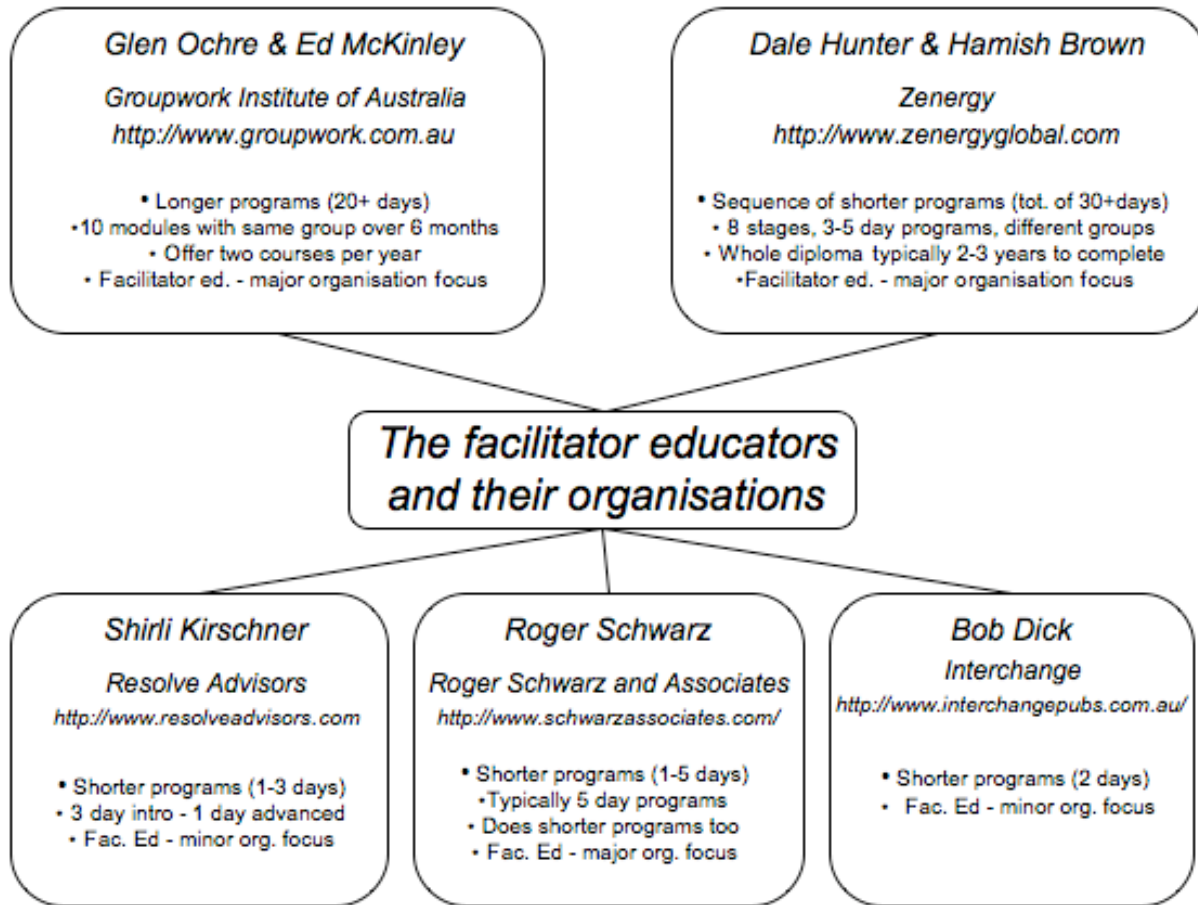 Glen Ochre & Ed McKinley
Groupwork Institute of Australia
http://www.groupwork.com.au
• Longer programs (20+ days)
•10 modules with same group over 6 months
• Offer two courses per year
• Facilitator ed. - major organisation focus
Dale Hunter & Hamish Brown
Zenergy
http://www.zenergyglobal.com
• Sequence of shorter programs (tot. of 30+days)
• 8 stages, 3-5 day programs, different groups
• Whole diploma typically 2-3 years to complete
•Facilitator ed. - major organisation focus
The facilitator educators
and their organisations
Shirli Kirschner
Resolve Advisors
http://www.resolveadvisors.com
• Shorter programs (1-3 days)
• 3 day intro - 1 day advanced
• Fac. Ed - minor org. focus
Roger Schwarz
Roger Schwarz and Associates
http://www.schwarzassociates.com/
• Shorter programs (1-5 days)
•Typically 5 day programs
• Does shorter programs too
• Fac. Ed - major org. focus
Bob Dick
Interchange
http://www.interchangepubs.com.au/
• Shorter programs (2 days)
• Fac. Ed - minor org. focus